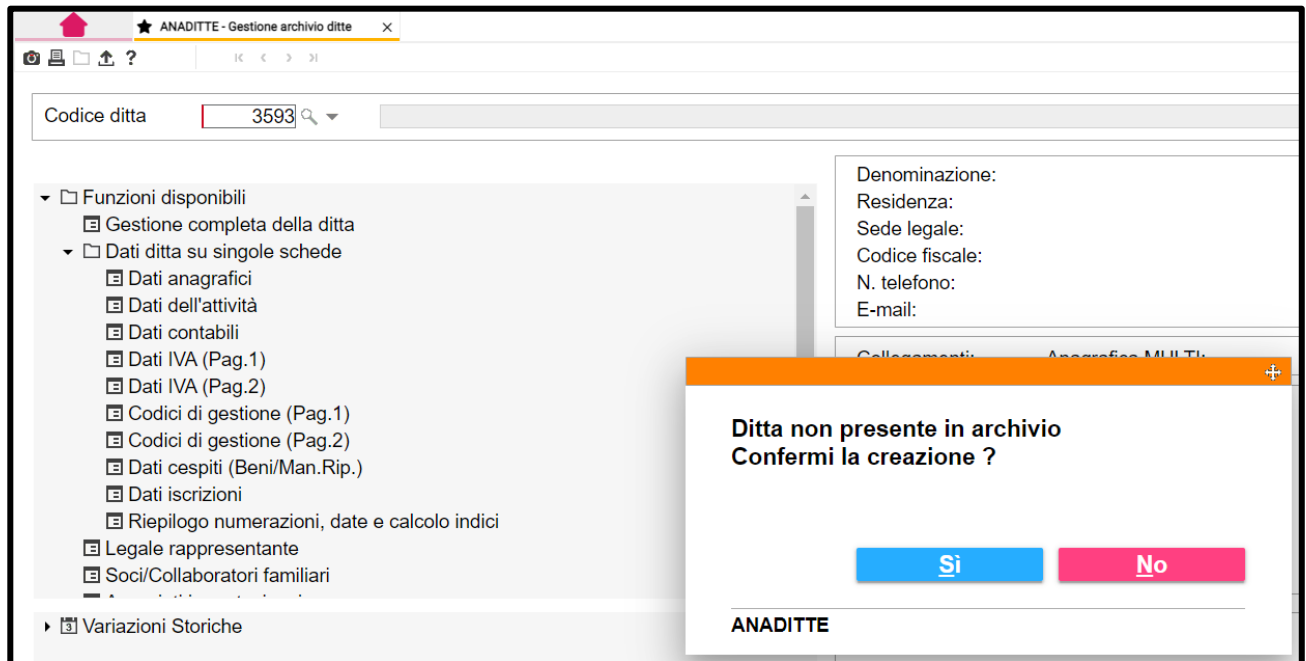 ANADITTE - Gestione archivio ditte
Codice ditta 3593
Funzioni disponibili
Gestione completa della ditta
Dati ditta su singole schede
Dati anagrafici
Dati dell'attività
Dati contabili
Dati IVA (Pag.1)
Dati IVA (Pag.2)
Codici di gestione (Pag.1)
Codici di gestione (Pag.2)
Dati cespiti (Beni/Man.Rip.)
Dati iscrizioni
Riepilogo numerazioni, date e calcolo indici
Legale rappresentante
Soci/Collaboratori familiari
Variazioni Storiche
Denominazione:
Residenza:
Sede legale:
Codice fiscale:
N. telefono:
E-mail:
Collegamenti: Anagrafica MULTI:
Ditta non presente in archivio
Confermi la creazione ?
Sì No
ANADITTE